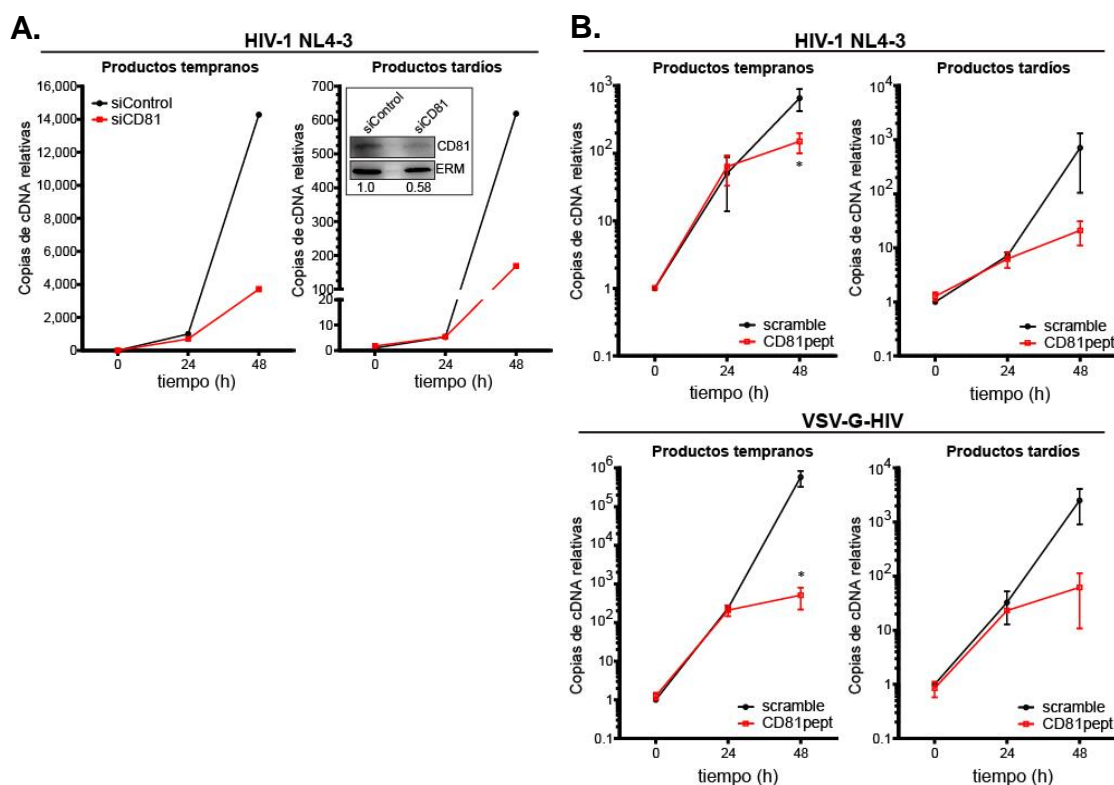 A.
HIV-1 NL4-3
Productos tempranos
Copias de cDNA relativas
16,000
14,000
12,000
10,000
8,000
6,000
4,000
2,000
0
siControl
siCD81
0 24 48
tiempo (h)
Productos tardíos
700
600
500
400
300
200
100
20
10
0
siControl siCD81
CD81
ERM
1.0 0.58
0 24 48
tiempo (h)
B.
HIV-1 NL4-3
Productos tempranos
Copias de cDNA relativas
10³
10²
10
1
0.1
*
scramble
CD81pept
0 24 48
tiempo (h)
Productos tardíos
Copias de cDNA relativas
10⁴
10³
10²
10
1
0.1
scramble
CD81pept
0 24 48
tiempo (h)
VSV-G-HIV
Productos tempranos
Copias de cDNA relativas
10⁶
10⁵
10⁴
10³
10²
10
1
0.1
*
scramble
CD81pept
0 24 48
tiempo (h)
Productos tardíos
Copias de cDNA relativas
10⁴
10³
10²
10
1
0.1
scramble
CD81pept
0 24 48
tiempo (h)